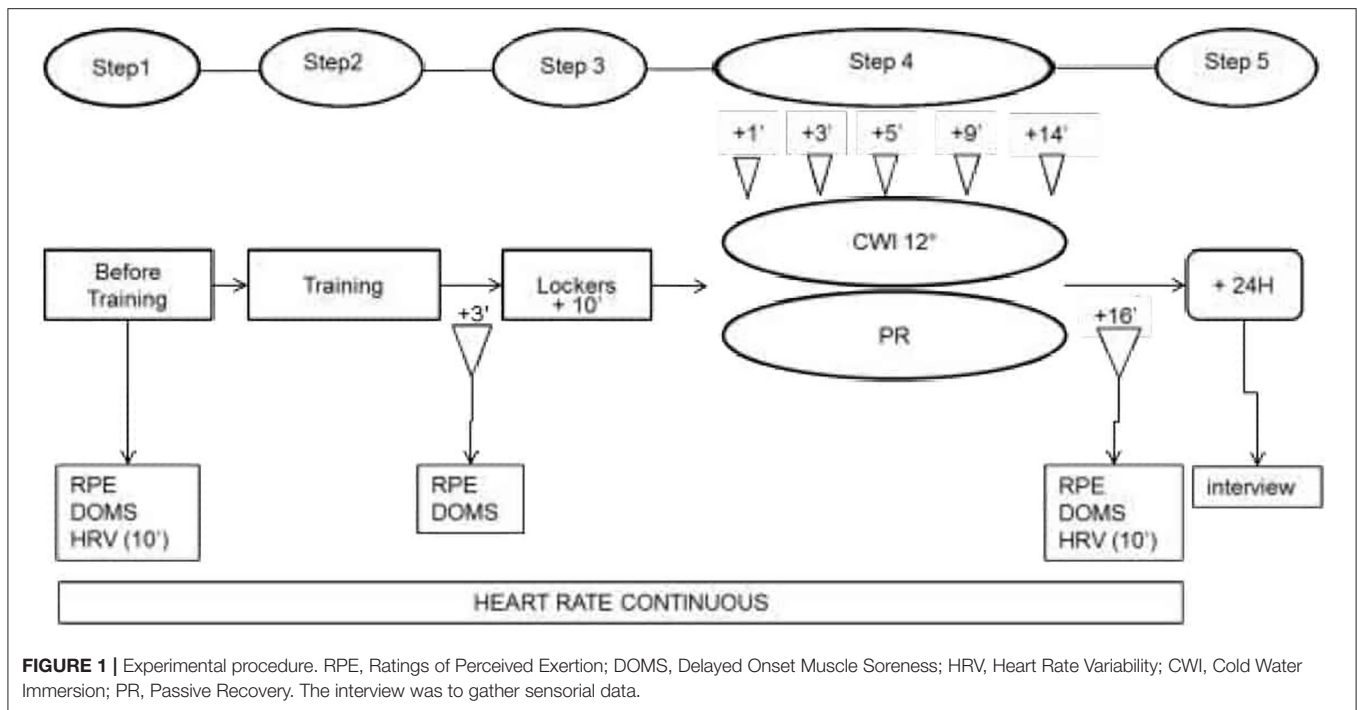 Step1
Step2
Step 3
Step 4
Step 5
+1'
+3'
+5'
+9'
+14'
Before
Training
Training
+3'
Lockers
+ 10'
CWI 12°
PR
+16'
+ 24H
RPE
DOMS
HRV (10')
RPE
DOMS
RPE
DOMS
HRV (10')
interview
HEART RATE CONTINUOUS
FIGURE 1 | Experimental procedure. RPE, Ratings of Perceived Exertion; DOMS, Delayed Onset Muscle Soreness; HRV, Heart Rate Variability; CWI, Cold Water
Immersion; PR, Passive Recovery. The interview was to gather sensorial data.